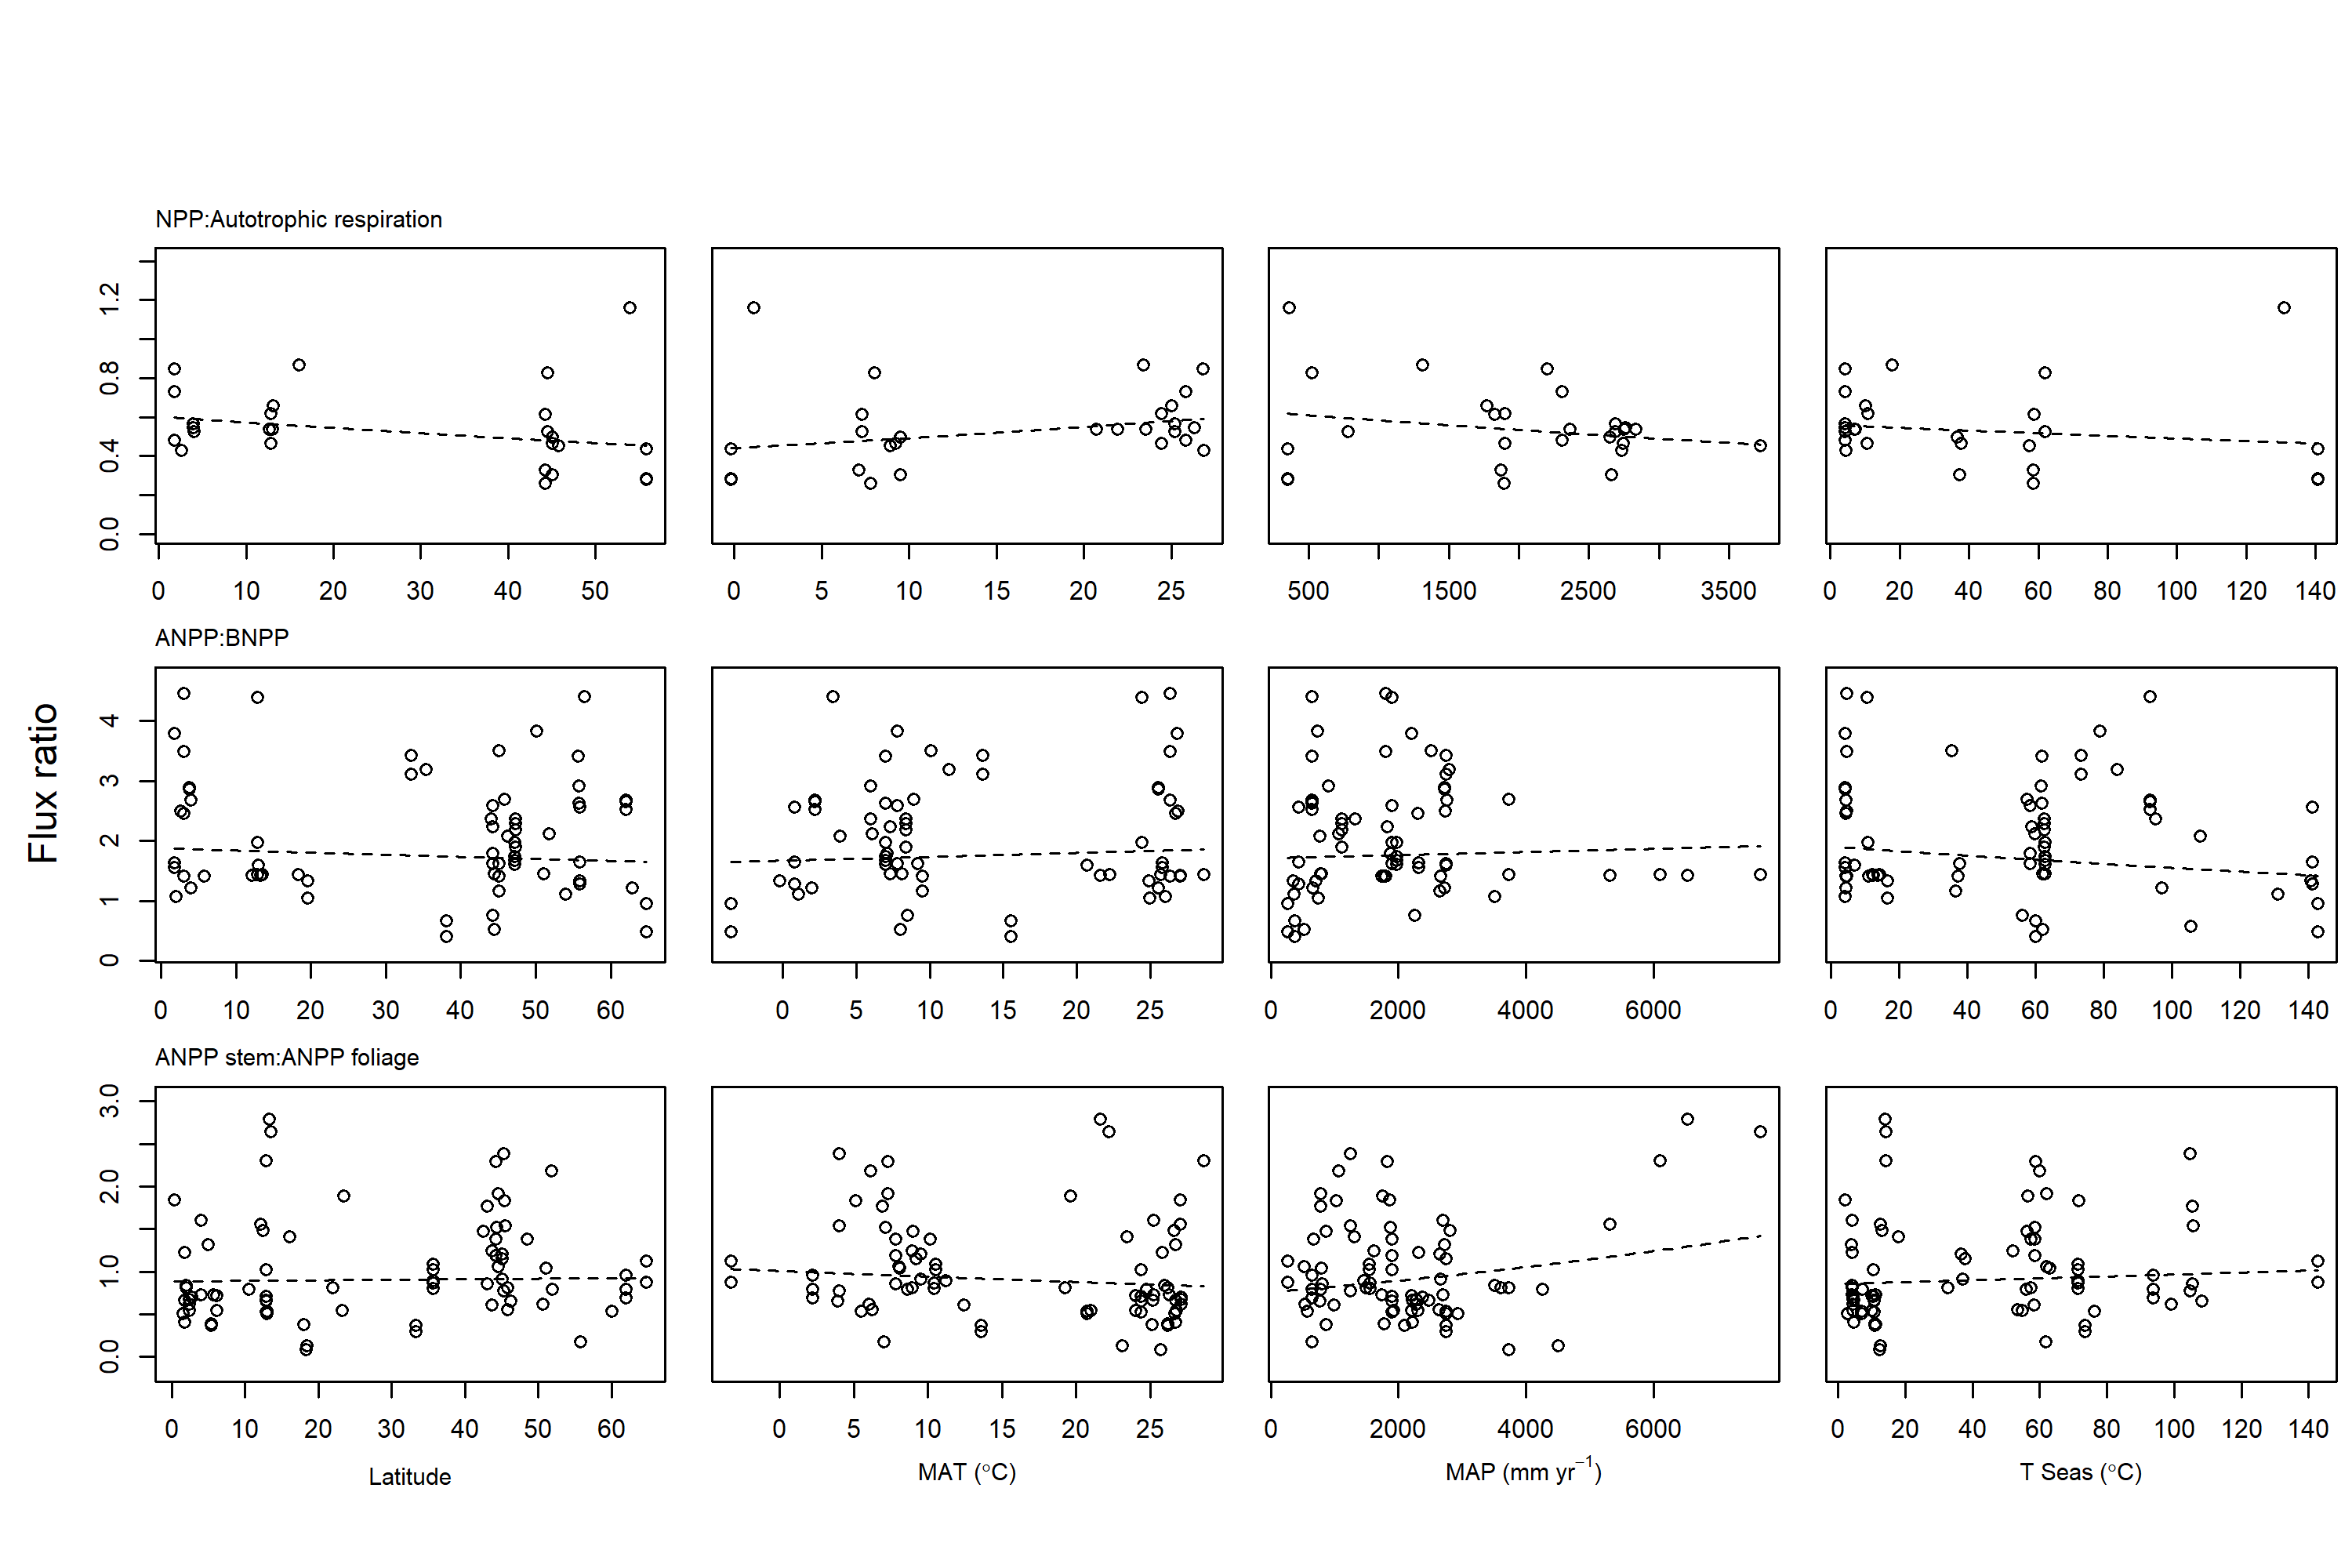 NPP:Autotrophic respiration
0.0 0.4 0.8 1.2
0 10 20 30 40 50
0 5 10 15 20 25
500 1500 2500 3500
0 20 40 60 80 100 120 140
ANPP:BNPP
Flux ratio
0 1 2 3 4
0 10 20 30 40 50 60
0 5 10 15 20 25
0 2000 4000 6000
0 20 40 60 80 100 120 140
ANPP stem:ANPP foliage
0.0 1.0 2.0 3.0
0 10 20 30 40 50 60
0 5 10 15 20 25
0 2000 4000 6000
0 20 40 60 80 100 120 140
Latitude
MAT (°C)
MAP (mm yr⁻¹)
T Seas (°C)